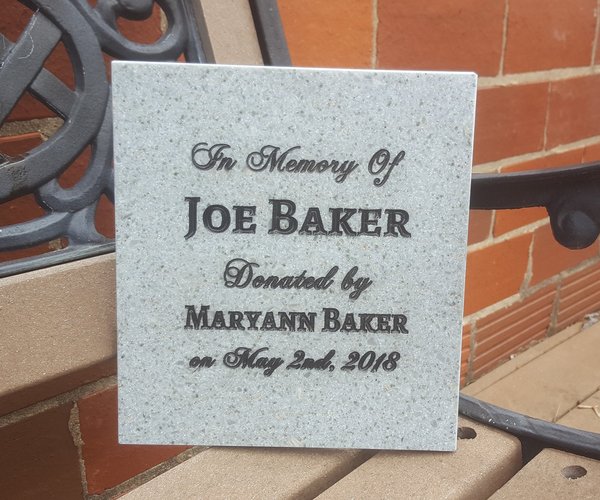 In Memory Of
JOE BAKER
Donated by
MARYANN BAKER
on May 2nd, 2018